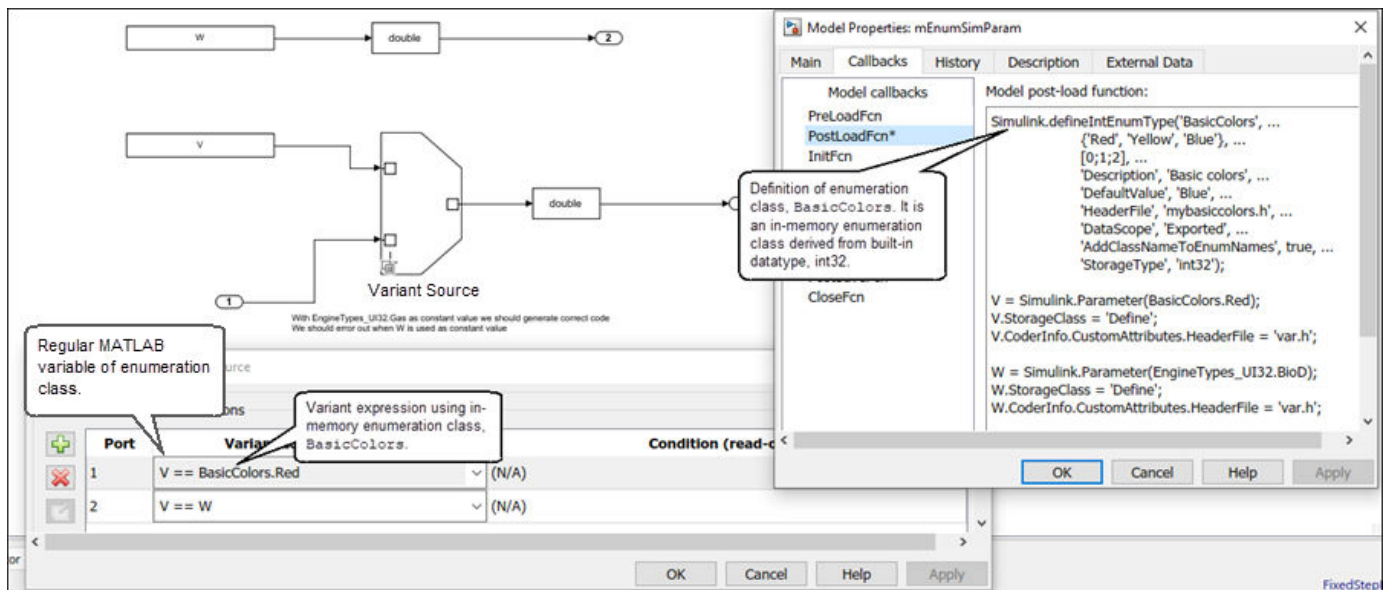 W
double
2
V
double
Variant Source
1
With EngineTypes_UI32.Gas as constant value we should generate correct code
We should error out when W is used as constant value
Regular MATLAB
variable of enumeration
class.
Variant expression using in-
memory enumeration class,
BasicColors.
Port
Condition (read-
1
V == BasicColors.Red
(N/A)
2
V == W
(N/A)
OK
Cancel
Help
Apply
Model Properties: mEnumSimParam
Main
Callbacks
History
Description
External Data
Model callbacks
PreLoadFcn
PostLoadFcn*
InitFcn
CloseFcn
Definition of enumeration
class, BasicColors. It is
an in-memory enumeration
class derived from built-in
datatype, int32.
Model post-load function:
Simulink.defineIntEnumType('BasicColors', ...
{'Red', 'Yellow', 'Blue'}, ...
[0;1;2], ...
'Description', 'Basic colors', ...
'DefaultValue', 'Blue', ...
'HeaderFile', 'mybasiccolors.h', ...
'DataScope', 'Exported', ...
'AddClassNameToEnumNames', true, ...
'StorageType', 'int32');
V = Simulink.Parameter(BasicColors.Red);
V.StorageClass = 'Define';
V.CoderInfo.CustomAttributes.HeaderFile = 'var.h';
W = Simulink.Parameter(EngineTypes_UI32.BioD);
W.StorageClass = 'Define';
W.CoderInfo.CustomAttributes.HeaderFile = 'var.h';
OK
Cancel
Help
Apply